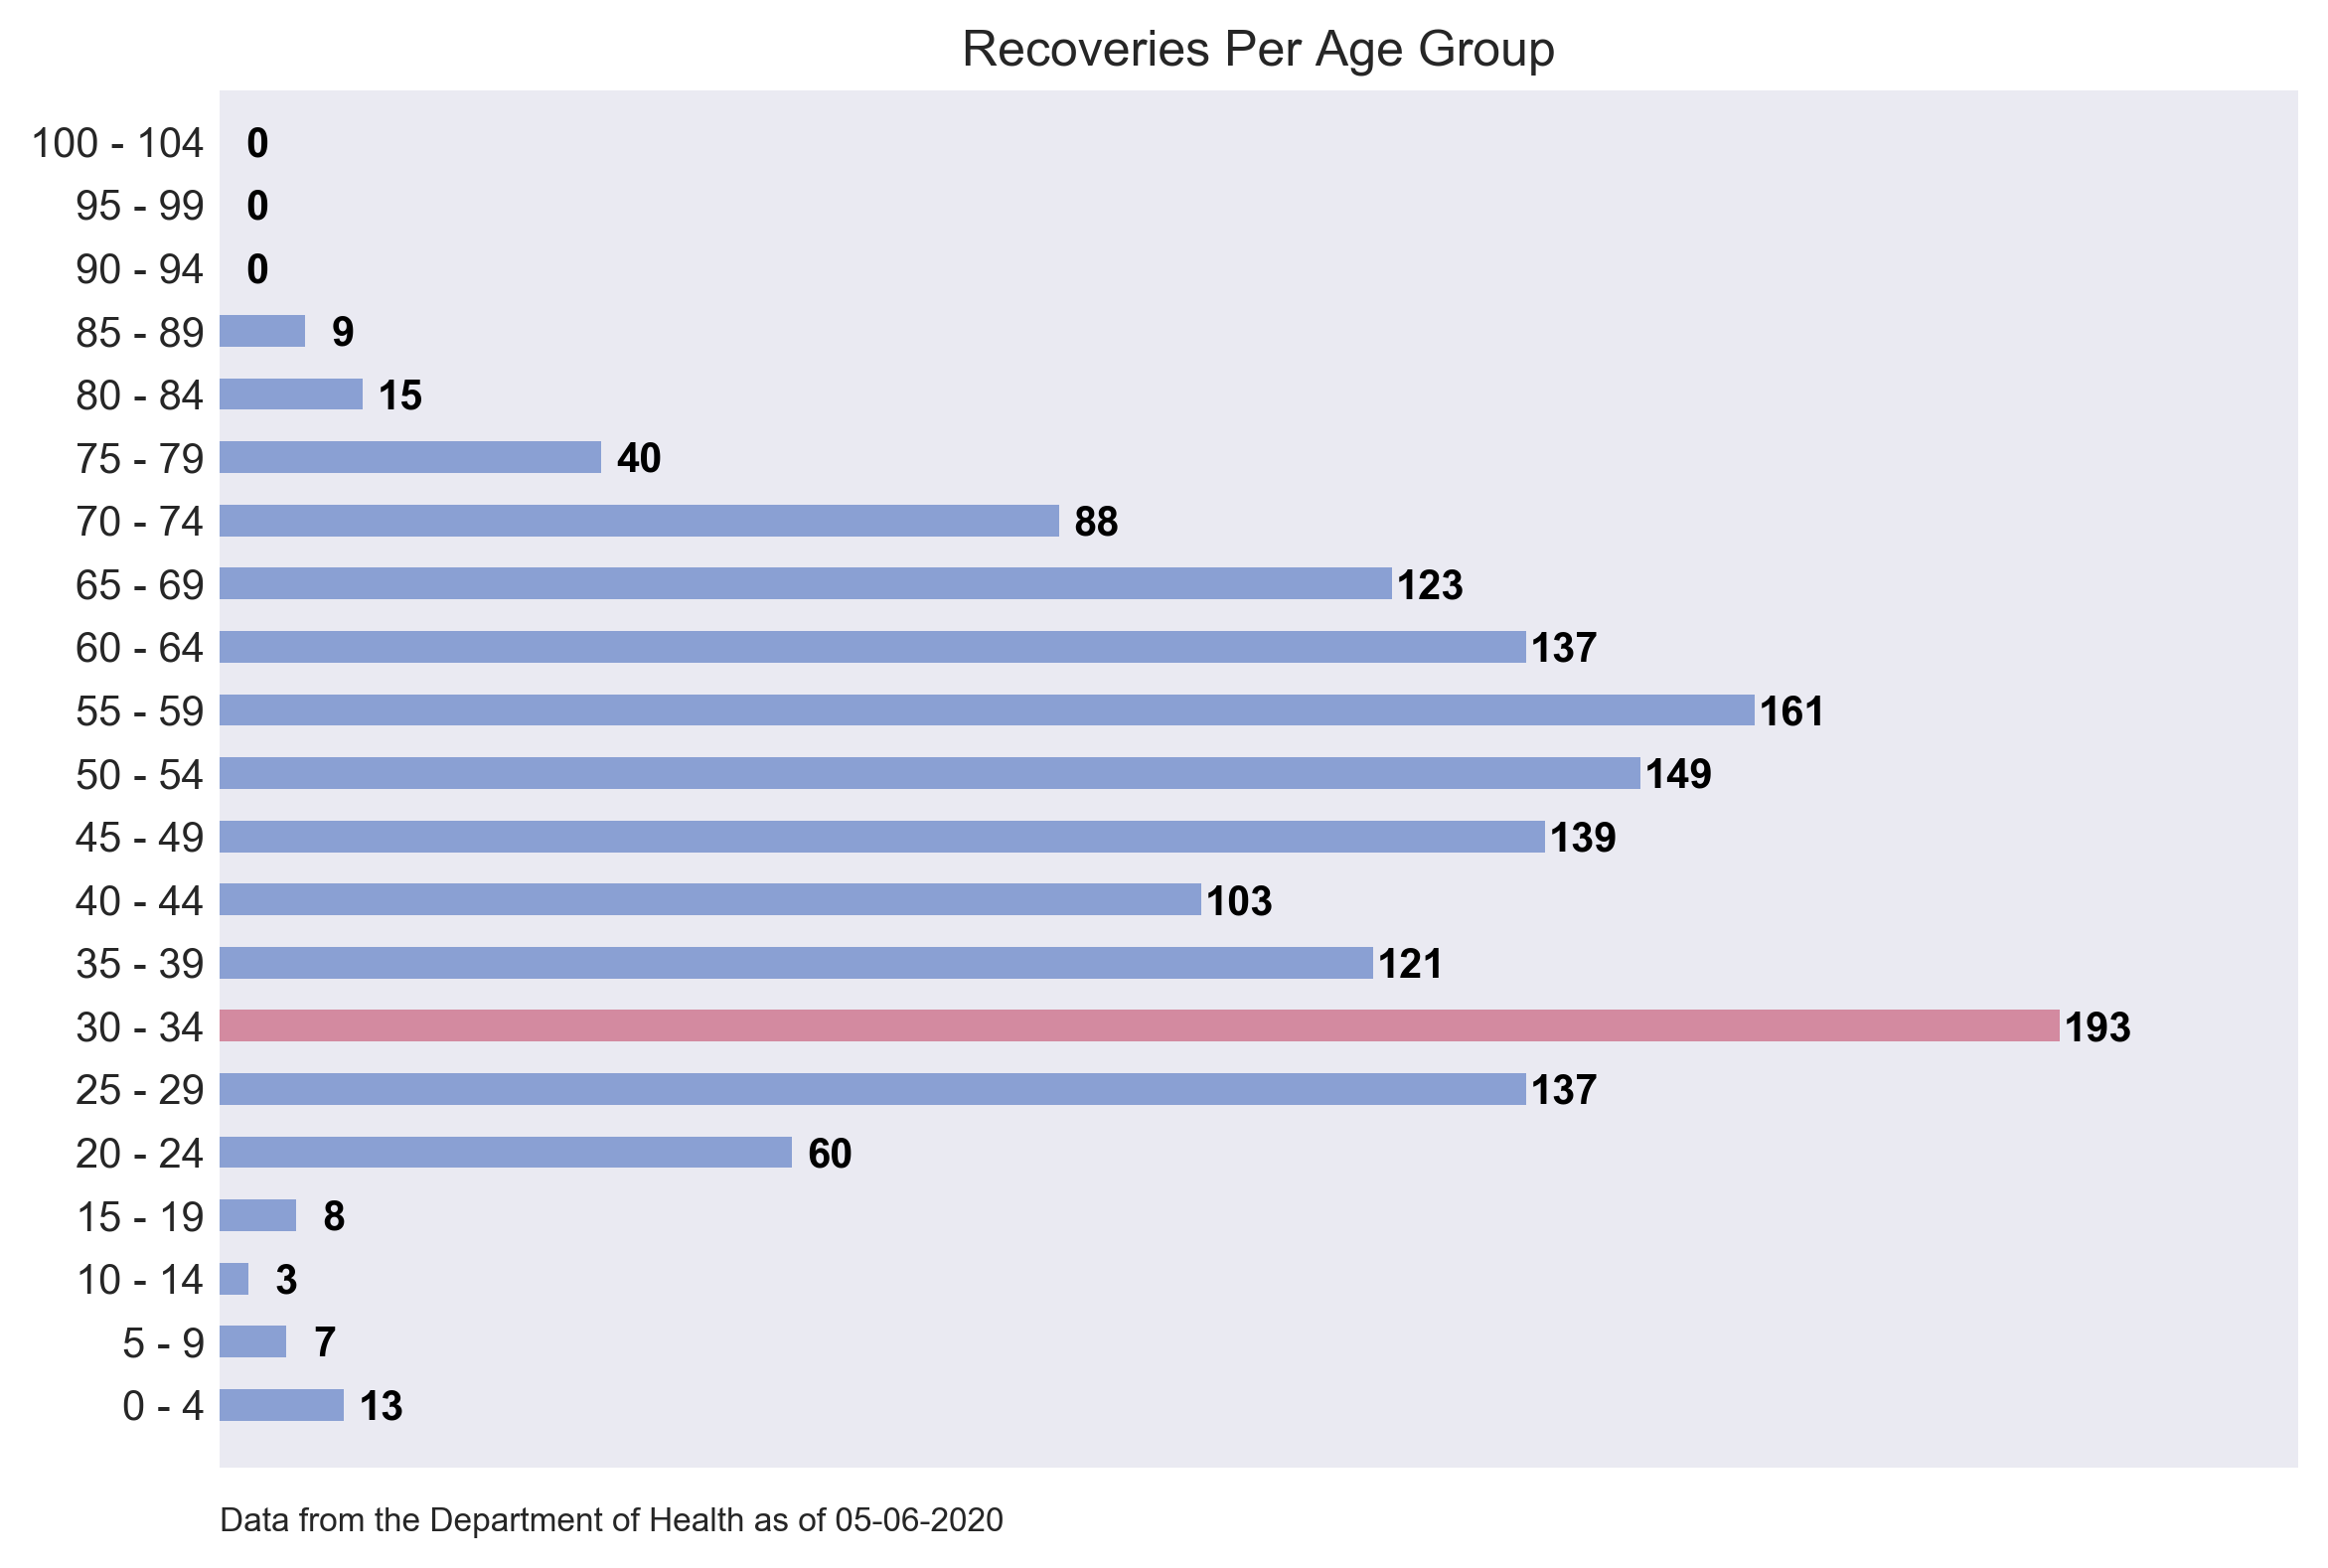 Recoveries Per Age Group
100 - 104 0
95 - 99 0
90 - 94 0
85 - 89 9
80 - 84 15
75 - 79 40
70 - 74 88
65 - 69 123
60 - 64 137
55 - 59 161
50 - 54 149
45 - 49 139
40 - 44 103
35 - 39 121
30 - 34 193
25 - 29 137
20 - 24 60
15 - 19 8
10 - 14 3
5 - 9 7
0 - 4 13
Data from the Department of Health as of 05-06-2020